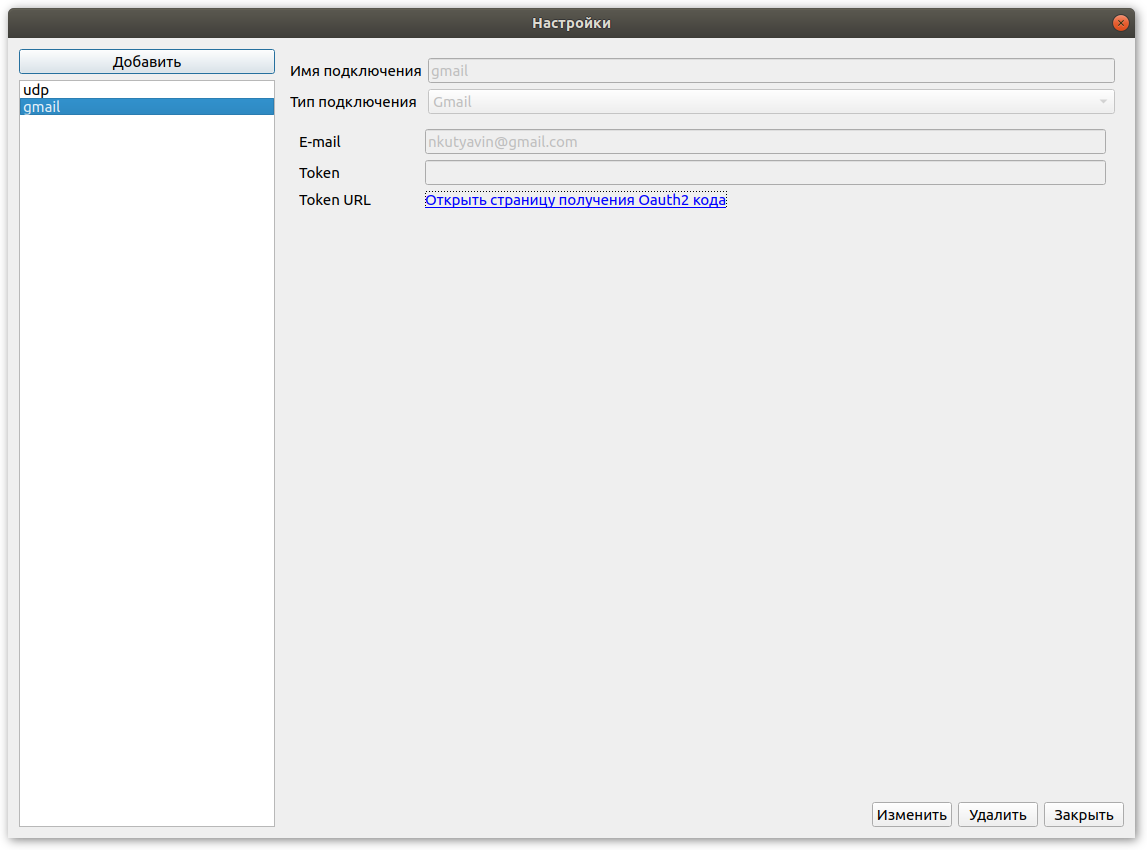 Настройки
Добавить
udp
gmail
Имя подключения gmail
Тип подключения Gmail
E-mail nkutyavin@gmail.com
Token
Token URL Открыть страницу получения Oauth2 кода
Изменить Удалить Закрыть